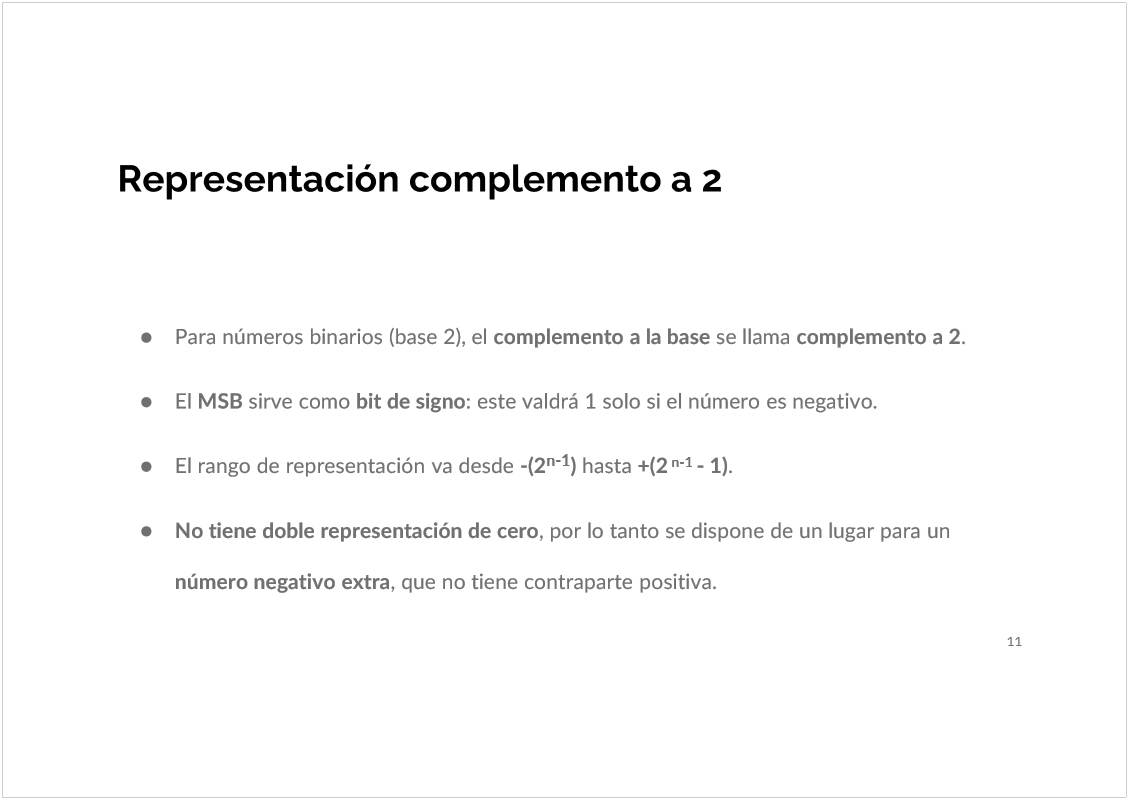 Representación complemento a 2
● Para números binarios (base 2), el complemento a la base se llama complemento a 2.
● El MSB sirve como bit de signo: este valdrá 1 solo si el número es negativo.
● El rango de representación va desde -(2ⁿ⁻¹) hasta +(2 ⁿ⁻¹ - 1).
● No tiene doble representación de cero, por lo tanto se dispone de un lugar para un
número negativo extra, que no tiene contraparte positiva.
11